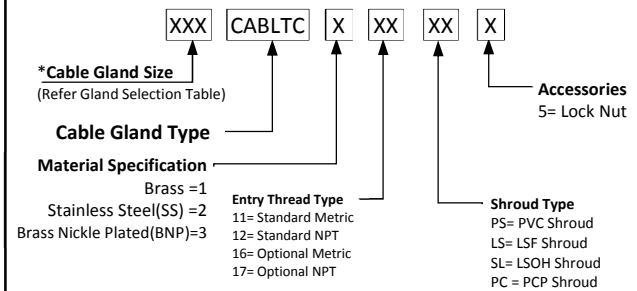 XXX CABLTC X XX XX X
*Cable Gland Size
(Refer Gland Selection Table)
Cable Gland Type
Material Specification
Brass =1
Stainless Steel(SS) =2
Brass Nickle Plated(BNP)=3
Entry Thread Type
11= Standard Metric
12= Standard NPT
16= Optional Metric
17= Optional NPT
Shroud Type
PS= PVC Shroud
LS= LSF Shroud
SL= LSOH Shroud
PC = PCP Shroud
Accessories
5= Lock Nut